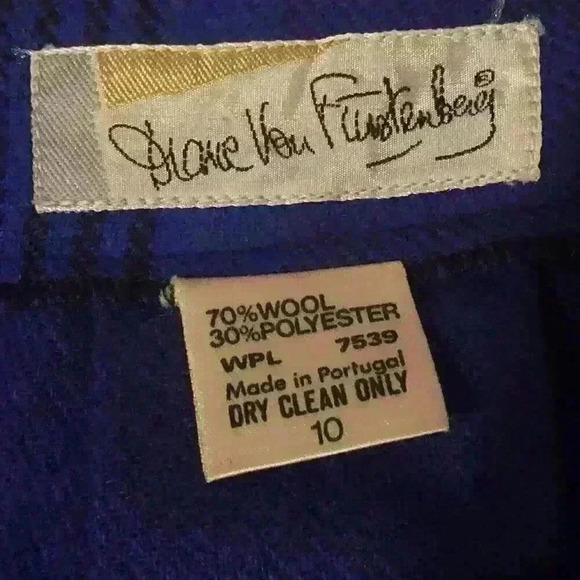 Diane Von Furstenberg ®
70%WOOL
30%POLYESTER
WPL 7539
Made in Portugal
DRY CLEAN ONLY
10